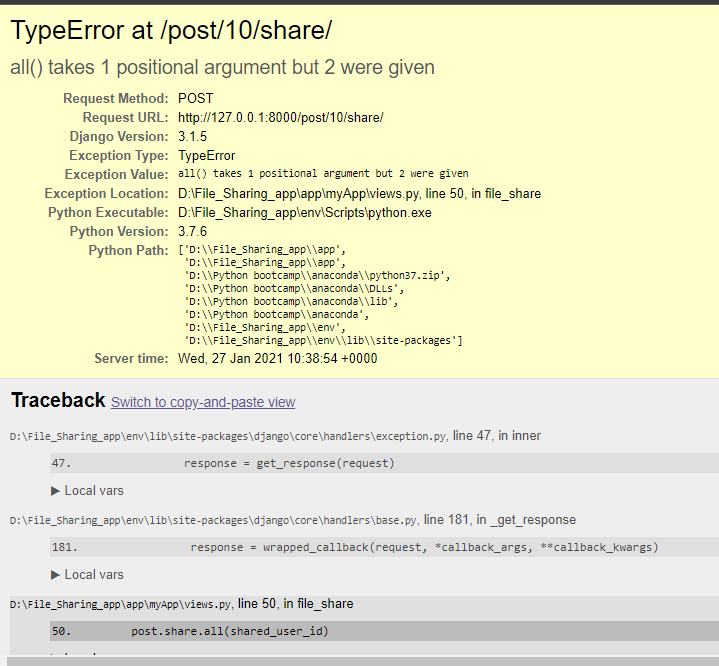 TypeError at /post/10/share/
all() takes 1 positional argument but 2 were given
Request Method: POST
Request URL: http://127.0.0.1:8000/post/10/share/
Django Version: 3.1.5
Exception Type: TypeError
Exception Value: all() takes 1 positional argument but 2 were given
Exception Location: D:\File_Sharing_app\app\myApp\views.py, line 50, in file_share
Python Executable: D:\File_Sharing_app\env\Scripts\python.exe
Python Version: 3.7.6
Python Path: ['D:\\File_Sharing_app\\app',
'D:\\File_Sharing_app\\app',
'D:\\Python bootcamp\\anaconda\\python37.zip',
'D:\\Python bootcamp\\anaconda\\DLLs',
'D:\\Python bootcamp\\anaconda\\lib',
'D:\\Python bootcamp\\anaconda',
'D:\\File_Sharing_app\\env',
'D:\\File_Sharing_app\\env\\lib\\site-packages']
Server time: Wed, 27 Jan 2021 10:38:54 +0000
Traceback Switch to copy-and-paste view
D:\File_Sharing_app\env\lib\site-packages\django\core\handlers\exception.py, line 47, in inner
47. response = get_response(request)
▶ Local vars
D:\File_Sharing_app\env\lib\site-packages\django\core\handlers\base.py, line 181, in _get_response
181. response = wrapped_callback(request, *callback_args, **callback_kwargs)
▶ Local vars
D:\File_Sharing_app\app\myApp\views.py, line 50, in file_share
50. post.share.all(shared_user_id)